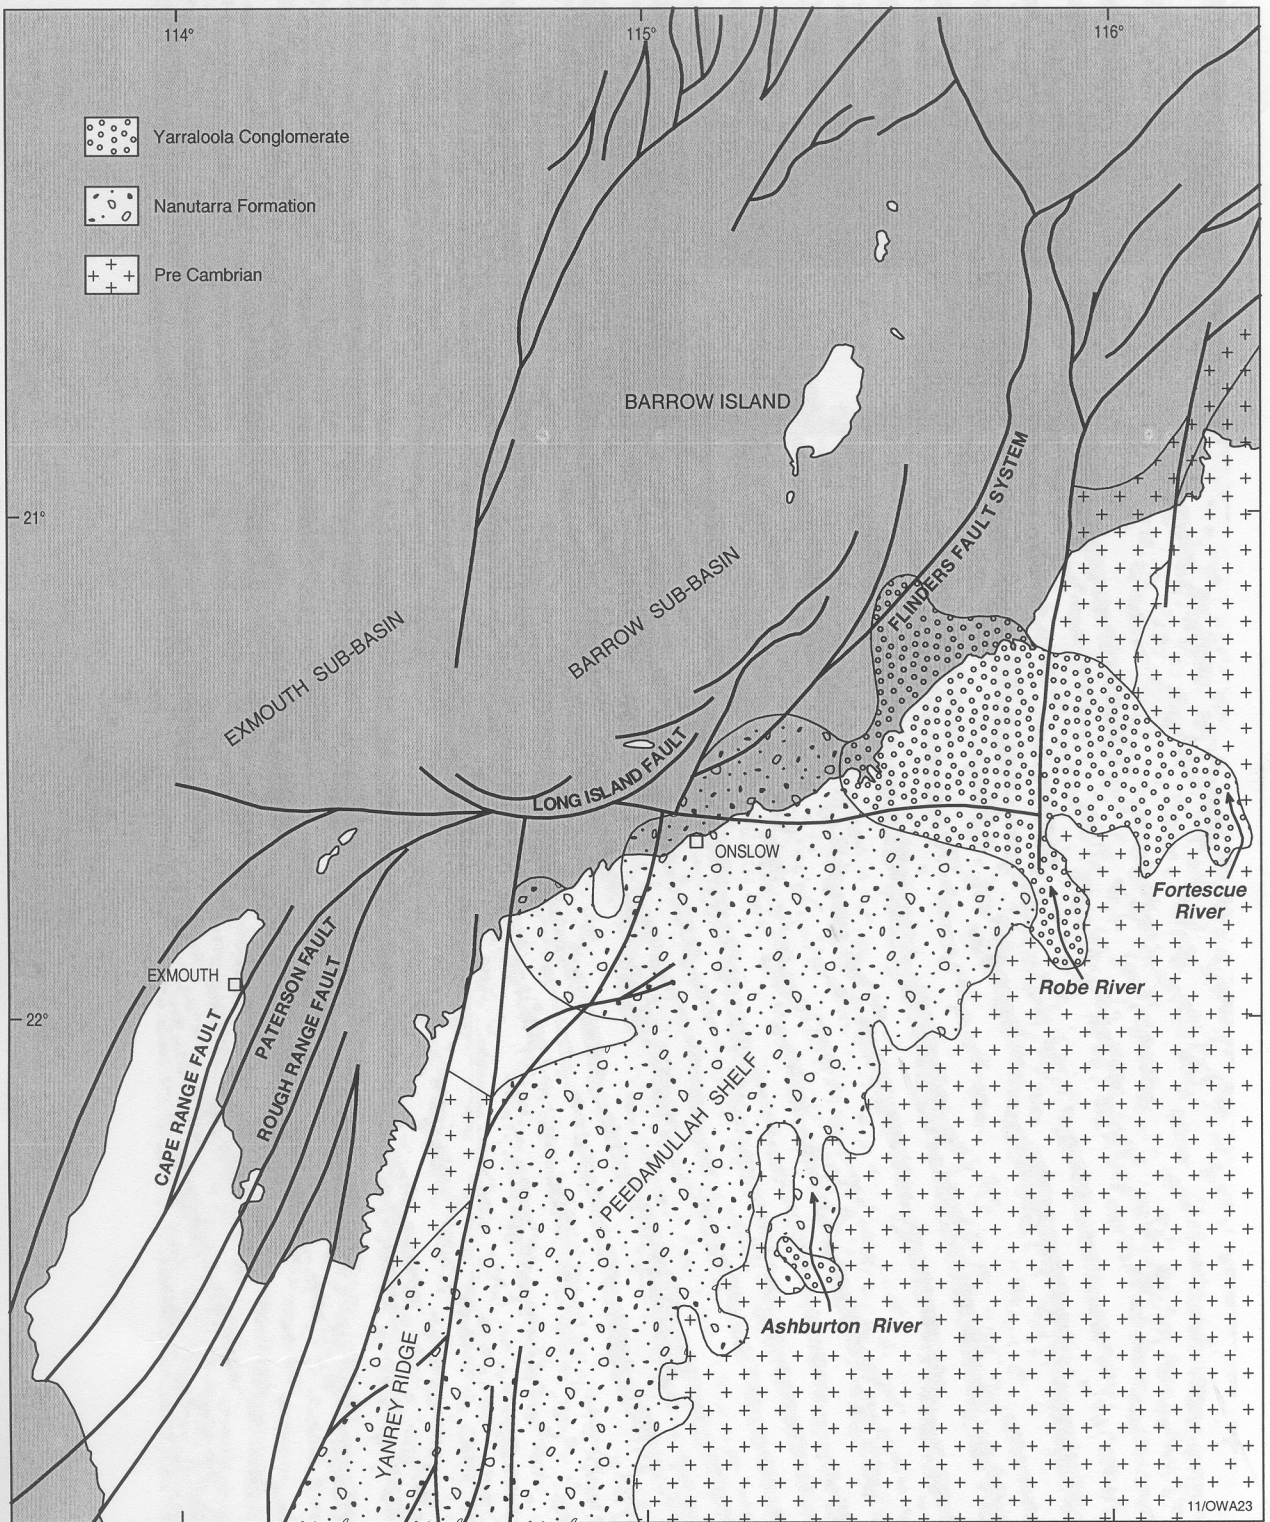 114°
115°
116°
Yarraloola Conglomerate
Nanutarra Formation
Pre Cambrian
BARROW ISLAND
21°
FLINDERS FAULT SYSTEM
BARROW SUB-BASIN
EXMOUTH SUB-BASIN
LONG ISLAND FAULT
ONSLOW
Fortescue
River
EXMOUTH
PATERSON FAULT
ROUGH RANGE FAULT
CAPE RANGE FAULT
Robe River
22°
PEEDAMULLAH SHELF
Ashburton River
YANREY RIDGE
11/OWA23